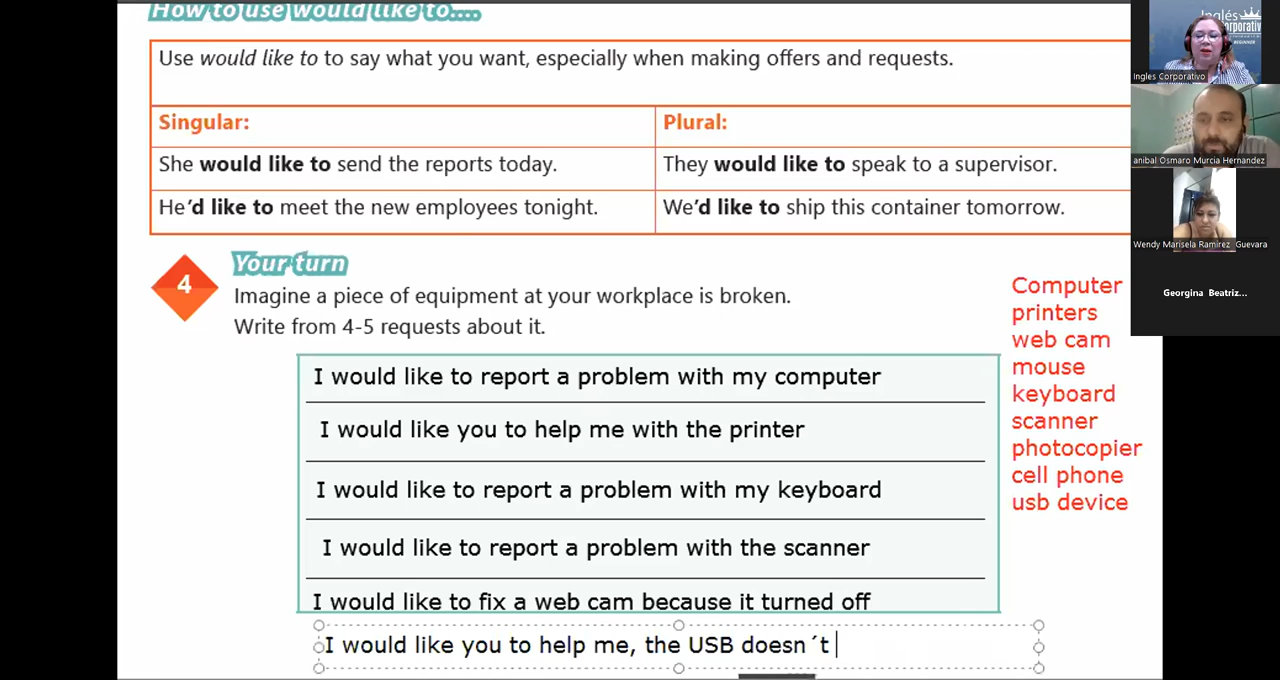 How to use would like to....
Use would like to to say what you want, especially when making offers and requests.
Singular:
Plural:
She would like to send the reports today.
They would like to speak to a supervisor.
He'd like to meet the new employees tonight.
We'd like to ship this container tomorrow.
4
Your turn
Imagine a piece of equipment at your workplace is broken.
Write from 4-5 requests about it.
I would like to report a problem with my computer
I would like you to help me with the printer
I would like to report a problem with my keyboard
I would like to report a problem with the scanner
I would like to fix a web cam because it turned off
I would like you to help me, the USB doesn´t
Computer
printers
web cam
mouse
keyboard
scanner
photocopier
cell phone
usb device
Inglés
Corporativo
BEGINNER
Ingles Corporativo
anibal Osmaro Murcia Hernandez
Wendy Marisela Ramirez Guevara
Georgina Beatriz...